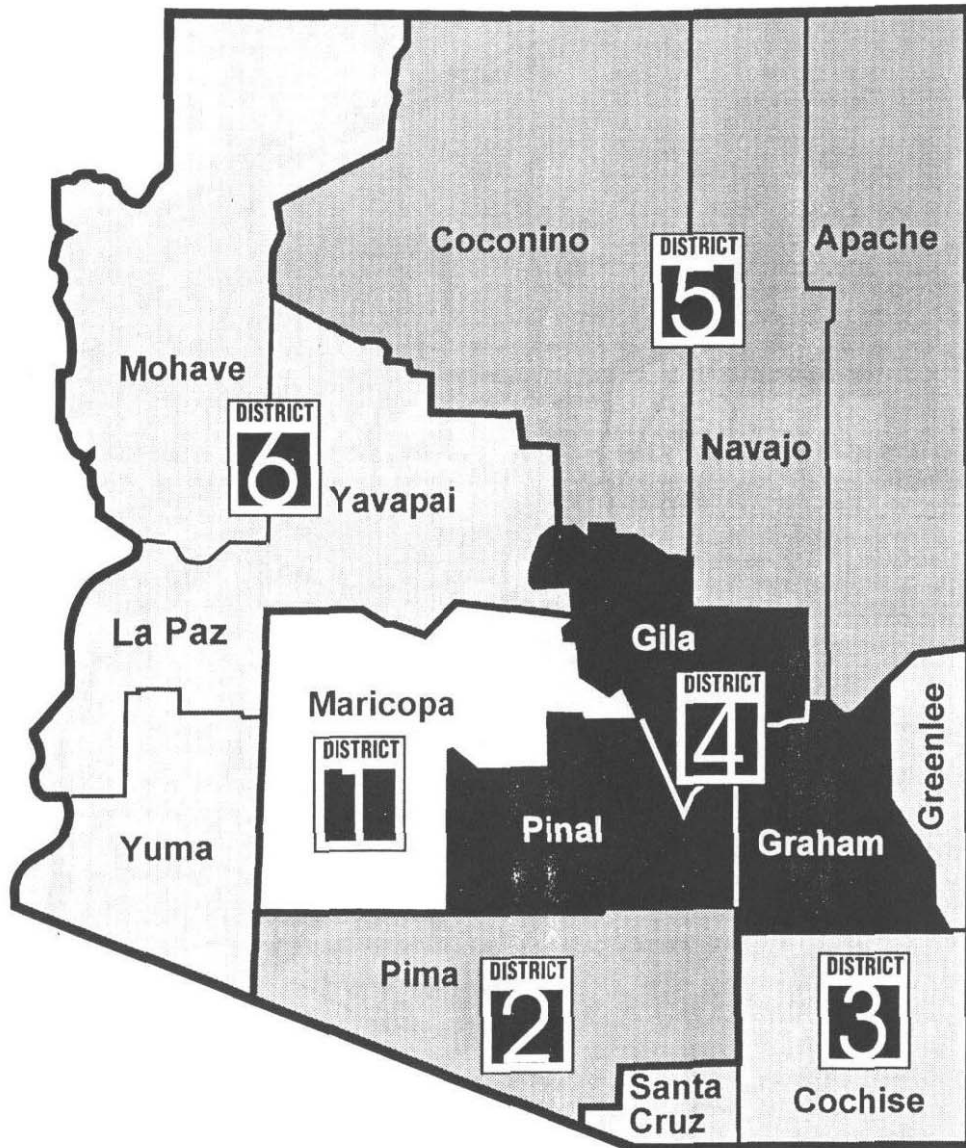 Coconino
Apache
DISTRICT
5
Mohave
DISTRICT
6
Yavapai
Navajo
La Paz
Gila
Maricopa
DISTRICT
1
DISTRICT
4
Greenlee
Yuma
Pinal
Graham
Pima
DISTRICT
2
DISTRICT
3
Santa
Cruz
Cochise